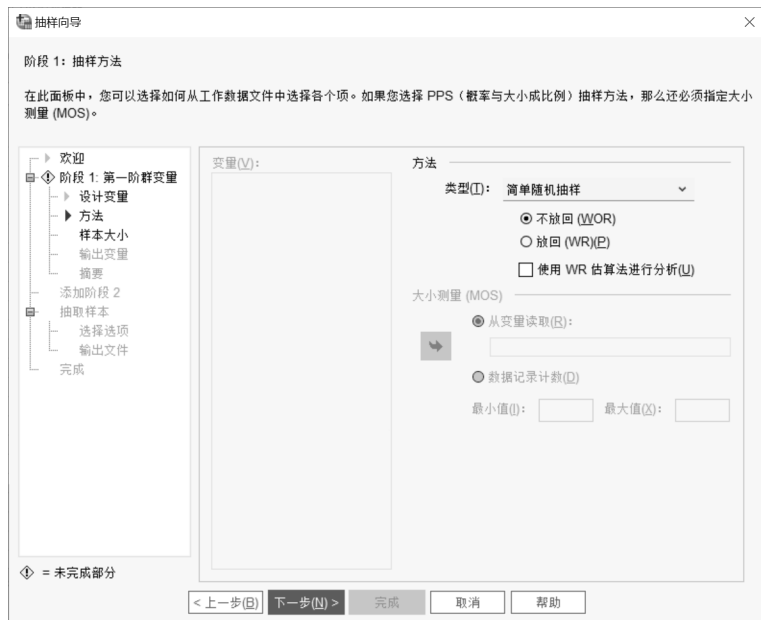 抽样向导
阶段 1：抽样方法
在此面板中，您可以选择如何从工作数据文件中选择各个项。如果您选择 PPS（概率与大小成比例）抽样方法，那么还必须指定大小
测量 (MOS)。
欢迎
阶段 1: 第一阶群变量
设计变量
方法
样本大小
输出变量
摘要
添加阶段 2
抽取样本
选择选项
输出文件
完成
变量(V)：
方法
类型(T)： 简单随机抽样
不放回 (WOR)
放回 (WR)(P)
使用 WR 估算法进行分析(U)
大小测量 (MOS)
从变量读取(R)：
数据记录计数(D)
最小值(I)： 最大值(X)：
= 未完成部分
< 上一步(B) 下一步(N) > 完成 取消 帮助